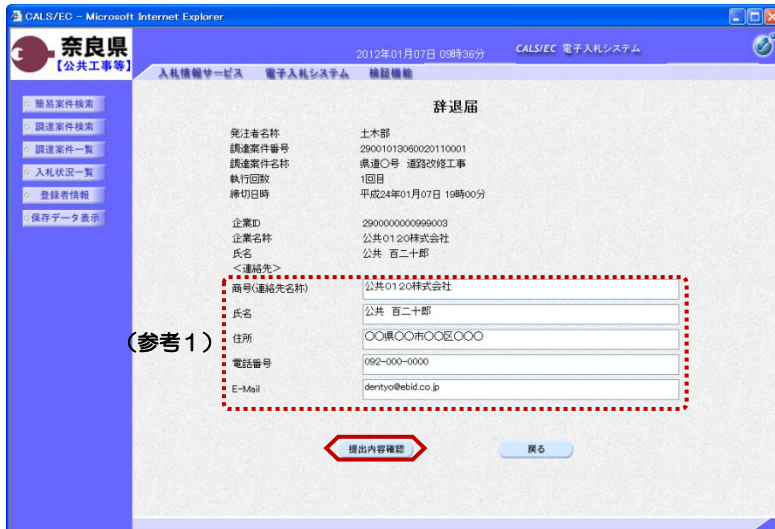 CALS/EC - Microsoft Internet Explorer
奈良県
【公共工事等】
2012年01月07日 09時36分
CALS/EC 電子入札システム
入札情報サービス 電子入札システム 検証機能
簡易案件検索
調達案件検索
調達案件一覧
入札状況一覧
登録者情報
保存データ表示
辞退届
発注者名称 土木部
調達案件番号 29001013060020110001
調達案件名称 県道〇号 道路改修工事
執行回数 1回目
締切日時 平成24年01月07日 19時00分
企業ID 2900000000999003
企業名称 公共0120株式会社
氏名 公共 百二十郎
<連絡先>
商号(連絡先名称) 公共0120株式会社
氏名 公共 百二十郎
住所 〇〇県〇〇市〇〇区〇〇〇
電話番号 092-000-0000
E-Mail dentyo@ebid.co.jp
(参考1)
提出内容確認 戻る